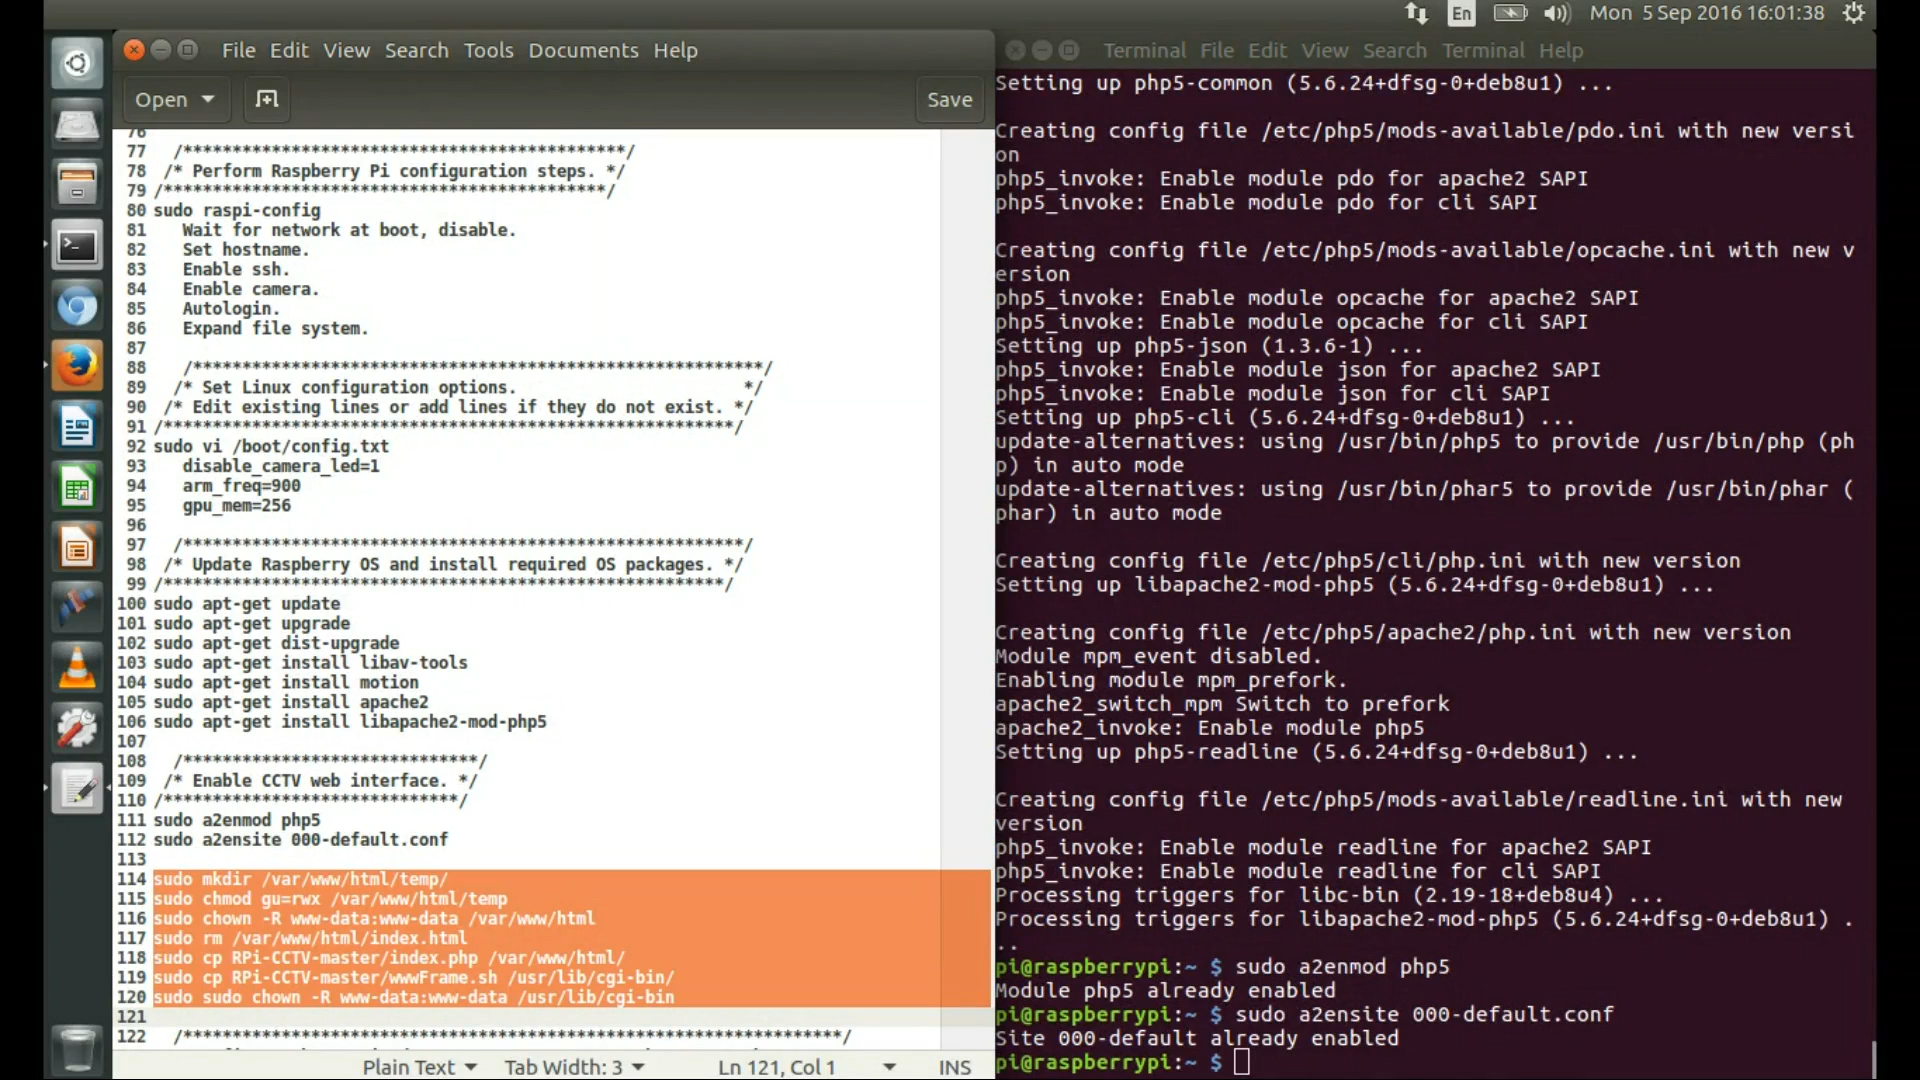 En Mon 5 Sep 2016 16:01:38
File Edit View Search Tools Documents Help
Open Save
76
77 /*********************************************/
78 /* Perform Raspberry Pi configuration steps. */
79 /*********************************************/
80 sudo raspi-config
81 Wait for network at boot, disable.
82 Set hostname.
83 Enable ssh.
84 Enable camera.
85 Autologin.
86 Expand file system.
87
88 /***********************************************************/
89 /* Set Linux configuration options. */
90 /* Edit existing lines or add lines if they do not exist. */
91 /***********************************************************/
92 sudo vi /boot/config.txt
93 disable_camera_led=1
94 arm_freq=900
95 gpu_mem=256
96
97 /*********************************************************/
98 /* Update Raspberry OS and install required OS packages. */
99 /*********************************************************/
100 sudo apt-get update
101 sudo apt-get upgrade
102 sudo apt-get dist-upgrade
103 sudo apt-get install libav-tools
104 sudo apt-get install motion
105 sudo apt-get install apache2
106 sudo apt-get install libapache2-mod-php5
107
108 /******************************/
109 /* Enable CCTV web interface. */
110 /******************************/
111 sudo a2enmod php5
112 sudo a2ensite 000-default.conf
113
114 sudo mkdir /var/www/html/temp/
115 sudo chmod gu=rwx /var/www/html/temp
116 sudo chown -R www-data:www-data /var/www/html
117 sudo rm /var/www/html/index.html
118 sudo cp RPi-CCTV-master/index.php /var/www/html/
119 sudo cp RPi-CCTV-master/wwwFrame.sh /usr/lib/cgi-bin/
120 sudo sudo chown -R www-data:www-data /usr/lib/cgi-bin
121
122 /********************************************************************/
Plain Text Tab Width: 3 Ln 121, Col 1 INS
Terminal File Edit View Search Terminal Help
Setting up php5-common (5.6.24+dfsg-0+deb8u1) ...
Creating config file /etc/php5/mods-available/pdo.ini with new versi
on
php5_invoke: Enable module pdo for apache2 SAPI
php5_invoke: Enable module pdo for cli SAPI
Creating config file /etc/php5/mods-available/opcache.ini with new v
ersion
php5_invoke: Enable module opcache for apache2 SAPI
php5_invoke: Enable module opcache for cli SAPI
Setting up php5-json (1.3.6-1) ...
php5_invoke: Enable module json for apache2 SAPI
php5_invoke: Enable module json for cli SAPI
Setting up php5-cli (5.6.24+dfsg-0+deb8u1) ...
update-alternatives: using /usr/bin/php5 to provide /usr/bin/php (ph
p) in auto mode
update-alternatives: using /usr/bin/phar5 to provide /usr/bin/phar (
phar) in auto mode
Creating config file /etc/php5/cli/php.ini with new version
Setting up libapache2-mod-php5 (5.6.24+dfsg-0+deb8u1) ...
Creating config file /etc/php5/apache2/php.ini with new version
Module mpm_event disabled.
Enabling module mpm_prefork.
apache2_switch_mpm Switch to prefork
apache2_invoke: Enable module php5
Setting up php5-readline (5.6.24+dfsg-0+deb8u1) ...
Creating config file /etc/php5/mods-available/readline.ini with new
version
php5_invoke: Enable module readline for apache2 SAPI
php5_invoke: Enable module readline for cli SAPI
Processing triggers for libc-bin (2.19-18+deb8u4) ...
Processing triggers for libapache2-mod-php5 (5.6.24+dfsg-0+deb8u1) .
..
pi@raspberrypi:~ $ sudo a2enmod php5
Module php5 already enabled
pi@raspberrypi:~ $ sudo a2ensite 000-default.conf
Site 000-default already enabled
pi@raspberrypi:~ $